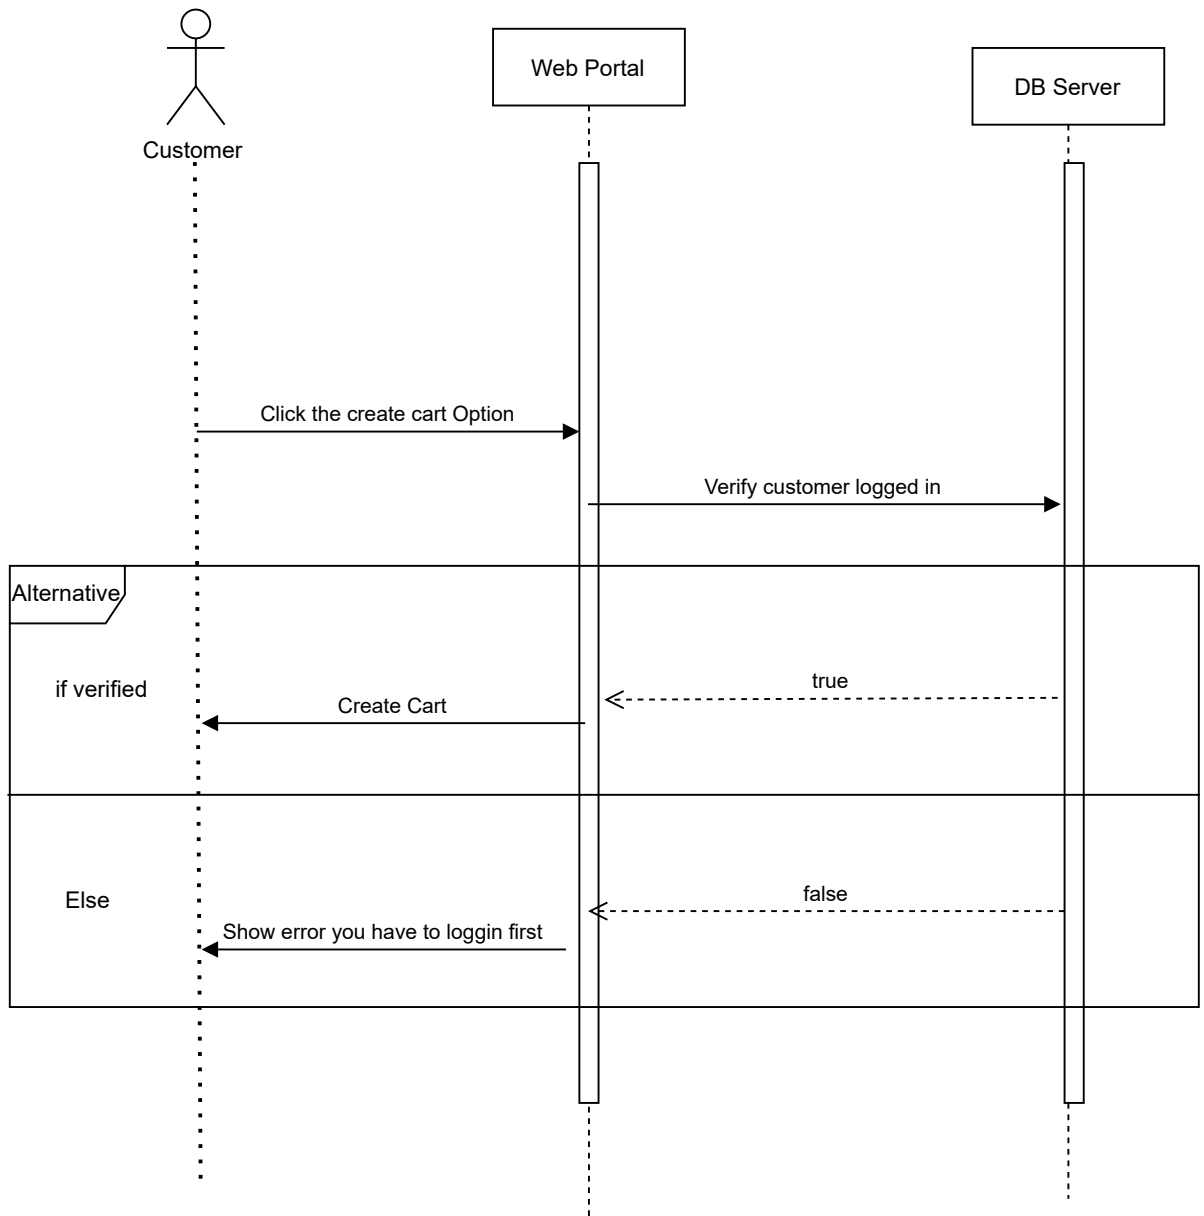 Customer
Web Portal
DB Server
Click the create cart Option
Verify customer logged in
Alternative
if verified
true
Create Cart
Else
false
Show error you have to loggin first